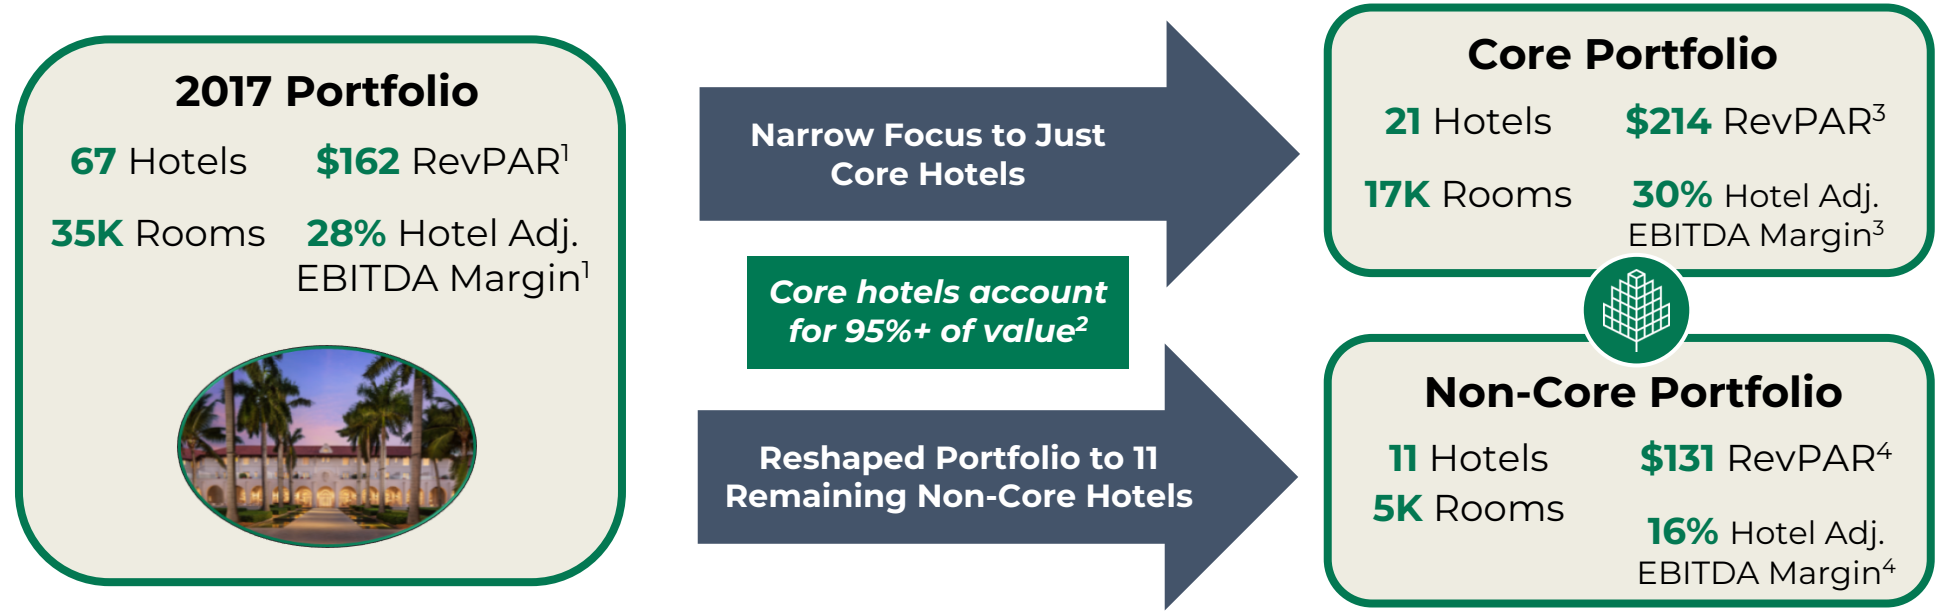 2017 Portfolio
67 Hotels
$162 RevPAR¹
35K Rooms
28% Hotel Adj.
EBITDA Margin¹
Narrow Focus to Just
Core Hotels
Core hotels account
for 95%+ of value²
Reshaped Portfolio to 11
Remaining Non-Core Hotels
Core Portfolio
21 Hotels
$214 RevPAR³
17K Rooms
30% Hotel Adj.
EBITDA Margin³
Non-Core Portfolio
11 Hotels
$131 RevPAR⁴
5K Rooms
16% Hotel Adj.
EBITDA Margin⁴